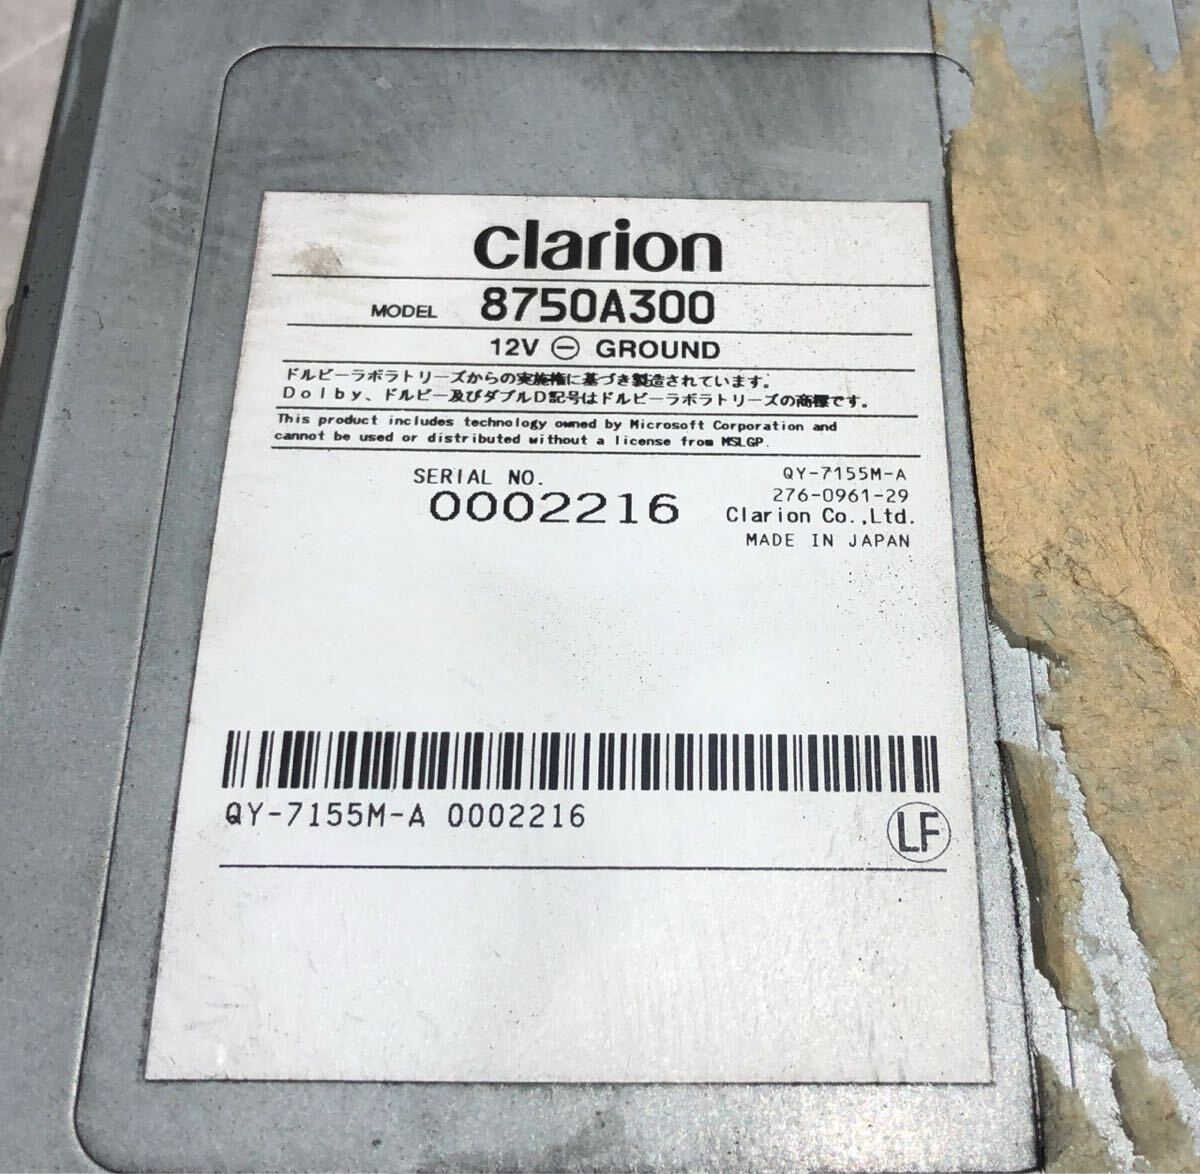 clarion
MODEL 8750A300
12V ⊖ GROUND
ドルビーラボラトリーズからの実施権に基づき製造されています。
Dolby、ドルビー及びダブルD記号はドルビーラボラトリーズの商標です。
This product includes technology owned by Microsoft Corporation and
cannot be used or distributed without a license from MSLGP.
SERIAL NO.
0002216
QY-7155M-A
276-0961-29
Clarion Co.,Ltd.
MADE IN JAPAN
QY-7155M-A 0002216
LF